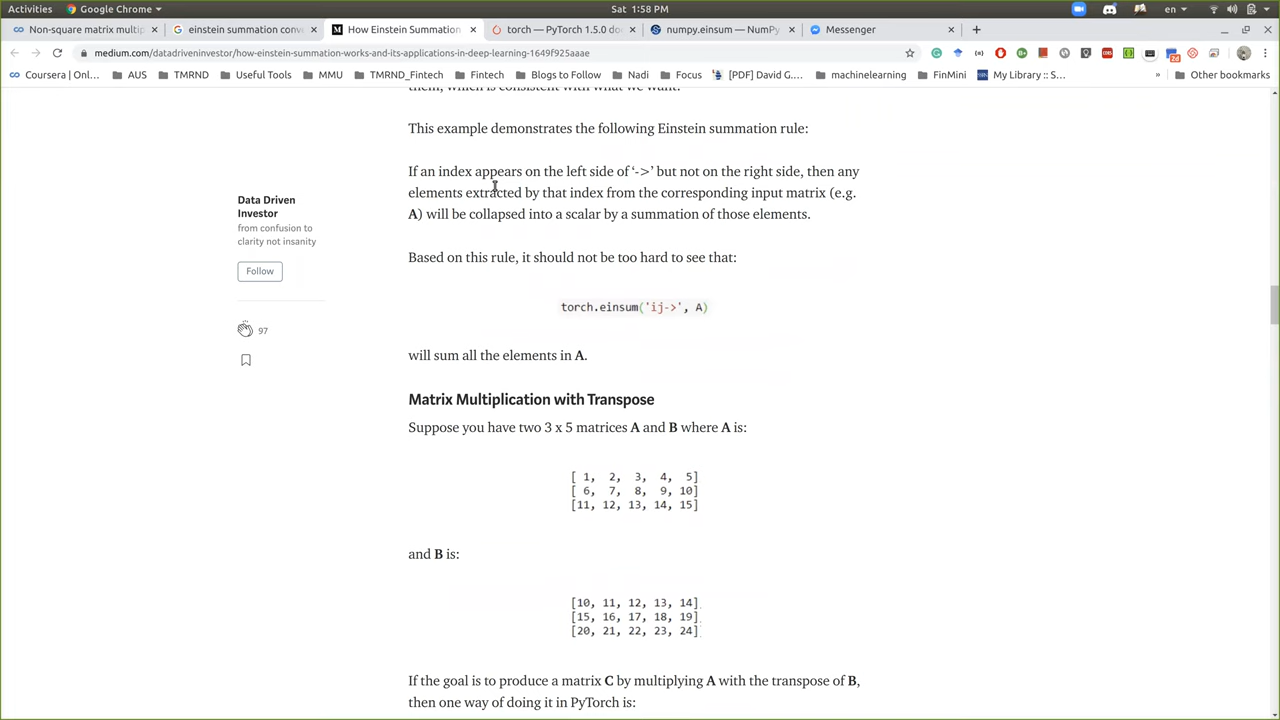 Activities
Google Chrome
Sat 1:58 PM
en
Non-square matrix multip
einstein summation conve
How Einstein Summation
torch — PyTorch 1.5.0 do
numpy.einsum — NumPy
Messenger
medium.com/datadriveninvestor/how-einstein-summation-works-and-its-applications-in-deep-learning-1649f925aaae
Coursera | Onl...
AUS
TMRND
Useful Tools
MMU
TMRND_Fintech
Fintech
Blogs to Follow
Nadi
Focus
[PDF] David G....
machinelearning
FinMini
My Library :: S...
»
Other bookmarks
them, which is consistent with what we want.
This example demonstrates the following Einstein summation rule:
If an index appears on the left side of ‘->’ but not on the right side, then any
elements extracted by that index from the corresponding input matrix (e.g.
A) will be collapsed into a scalar by a summation of those elements.
Data Driven
Investor
from confusion to
clarity not insanity
Follow
97
Based on this rule, it should not be too hard to see that:
torch.einsum('ij->', A)
will sum all the elements in A.
Matrix Multiplication with Transpose
Suppose you have two 3 x 5 matrices A and B where A is:
[ 1, 2, 3, 4, 5]
[ 6, 7, 8, 9, 10]
[11, 12, 13, 14, 15]
and B is:
[10, 11, 12, 13, 14]
[15, 16, 17, 18, 19]
[20, 21, 22, 23, 24]
If the goal is to produce a matrix C by multiplying A with the transpose of B,
then one way of doing it in PyTorch is: